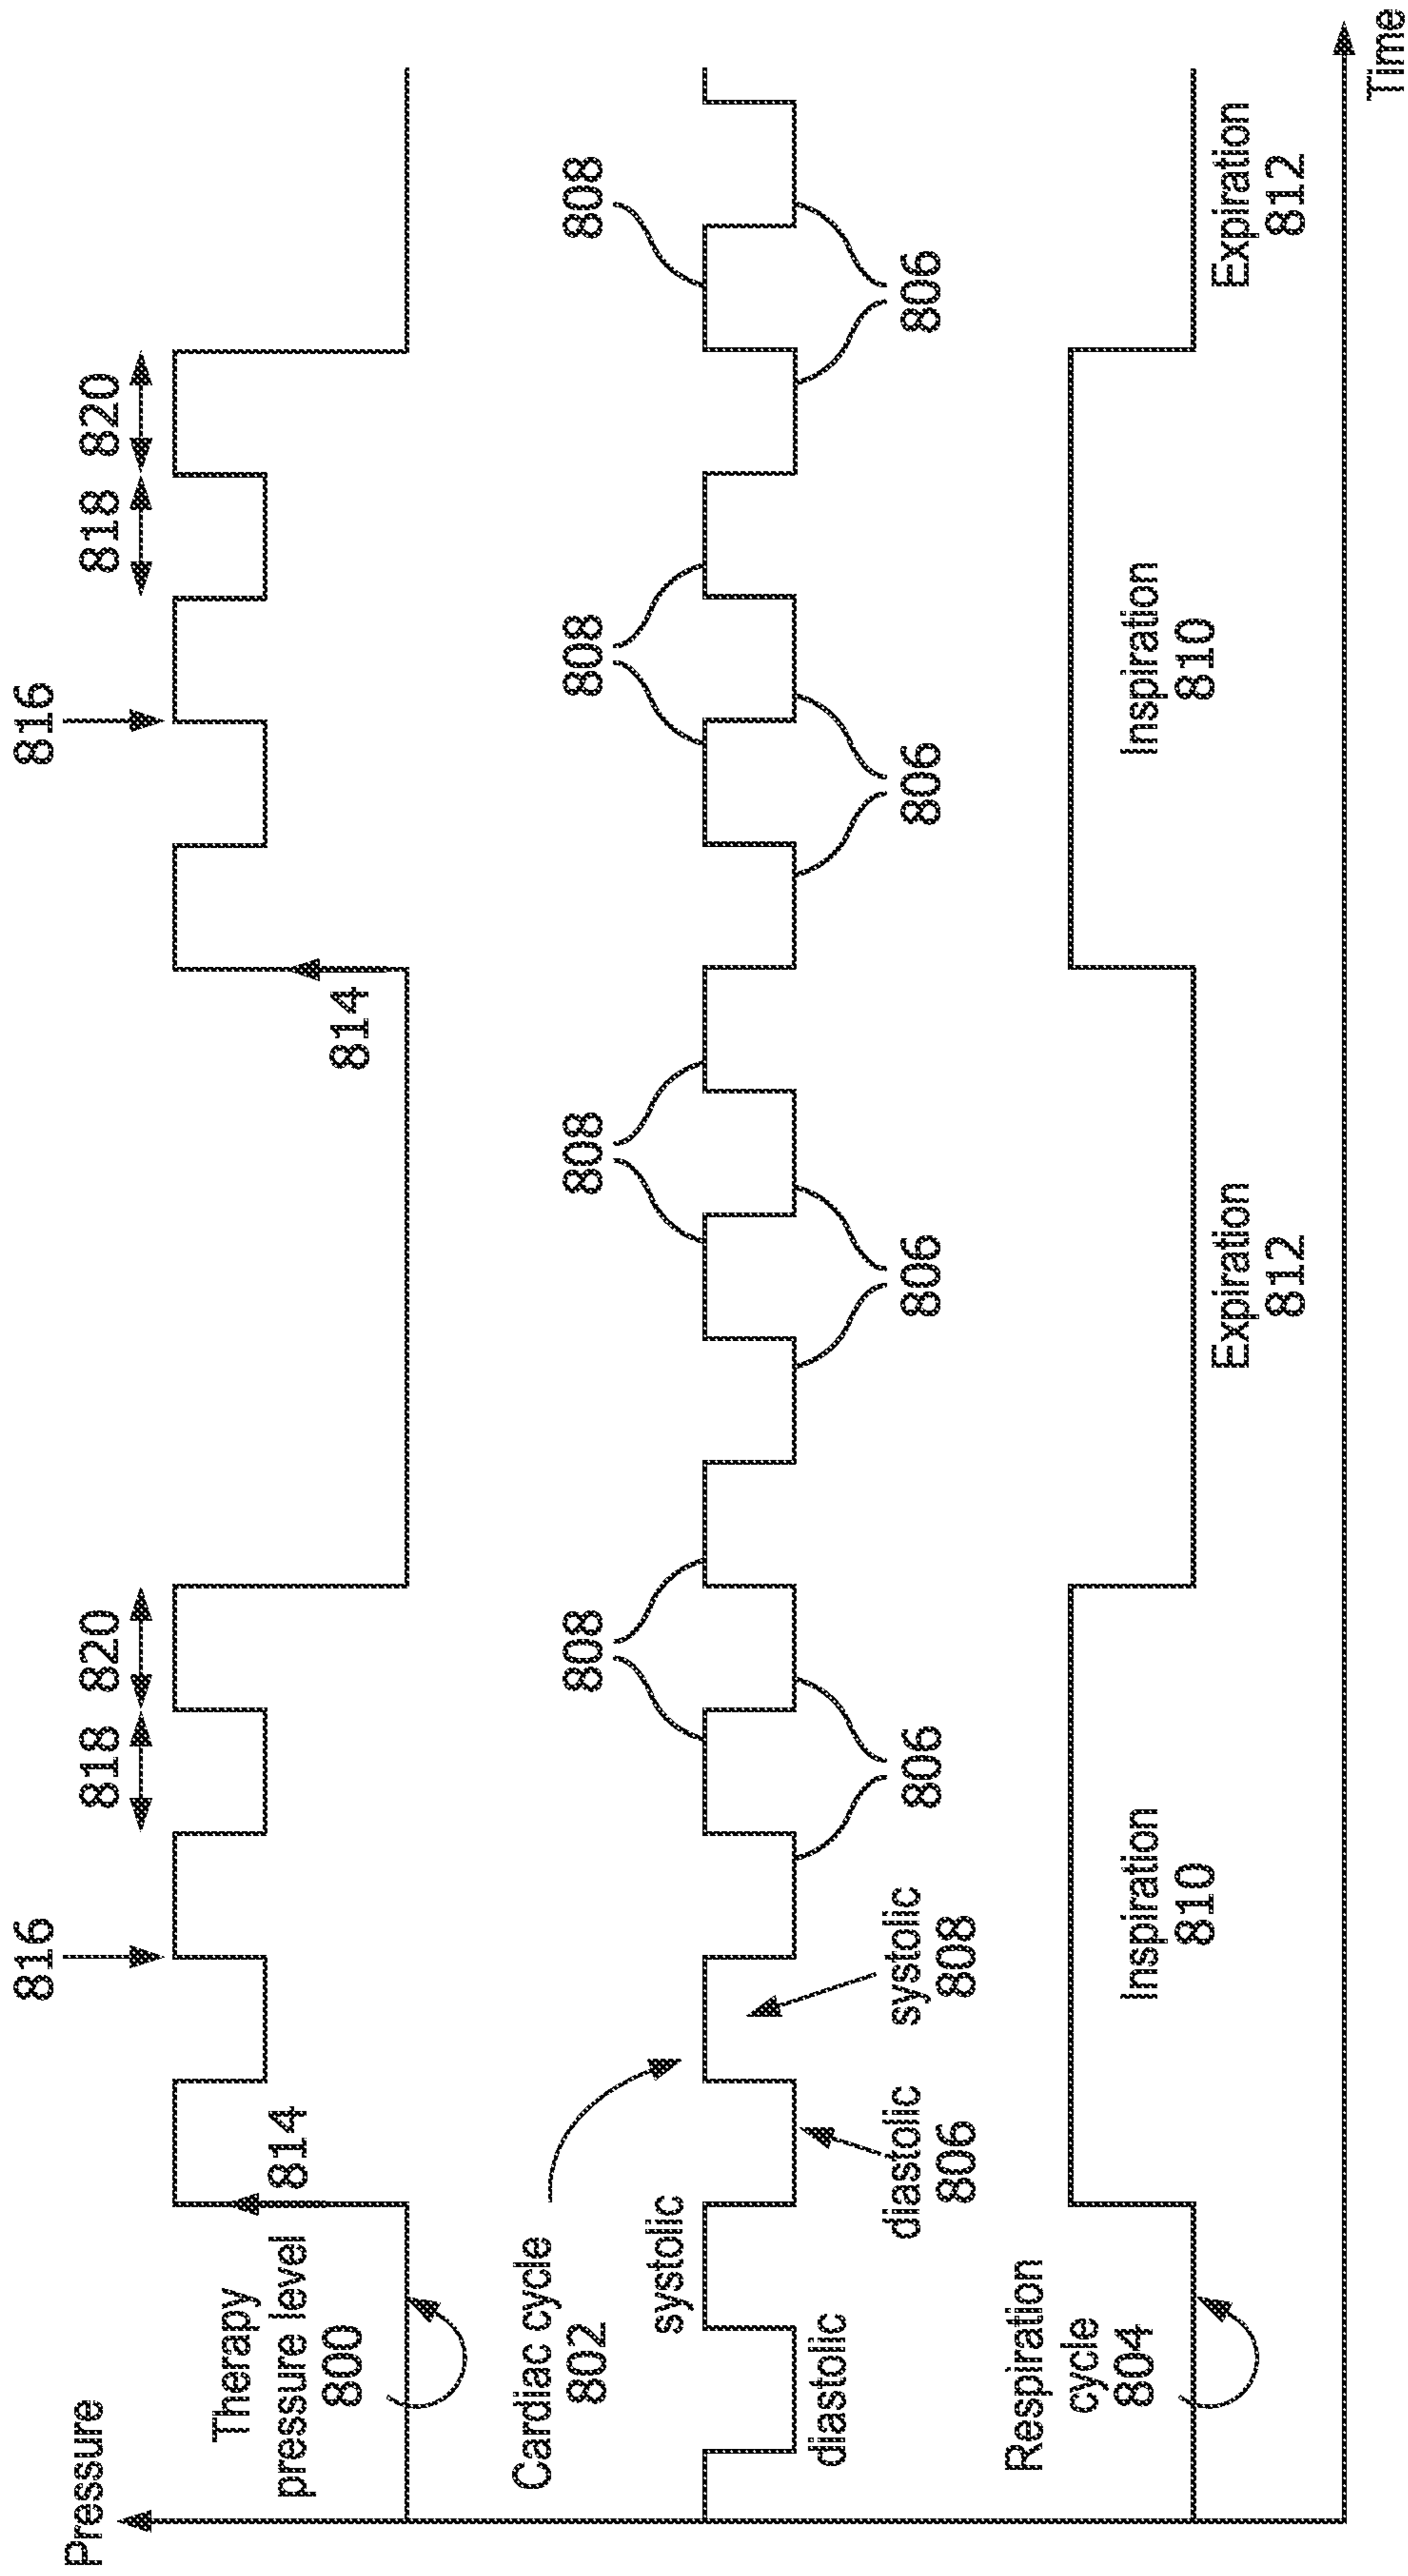 Pressure
816
816
818
820
818
820
Therapy
pressure level
800
814
814
Cardiac cycle
802
808
808
808
808
systolic
diastolic
diastolic
806
systolic
808
806
806
806
806
Respiration
cycle
804
Inspiration
810
Inspiration
810
Expiration
812
Expiration
812
Time